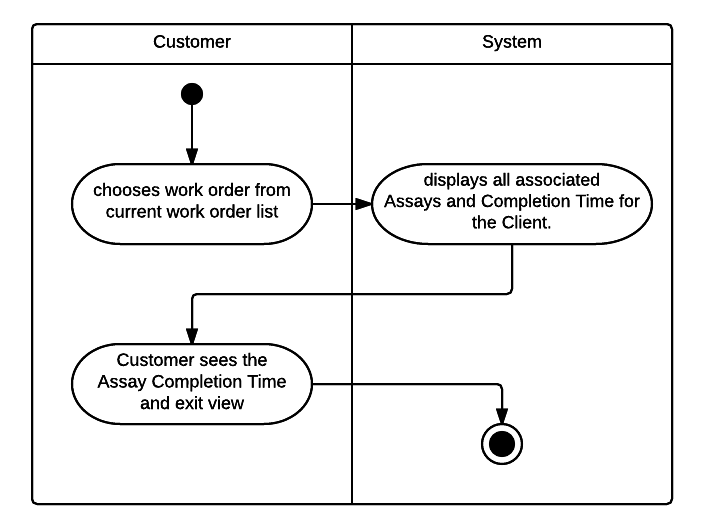 Customer
System
chooses work order from
current work order list
displays all associated
Assays and Completion Time for
the Client.
Customer sees the
Assay Completion Time
and exit view